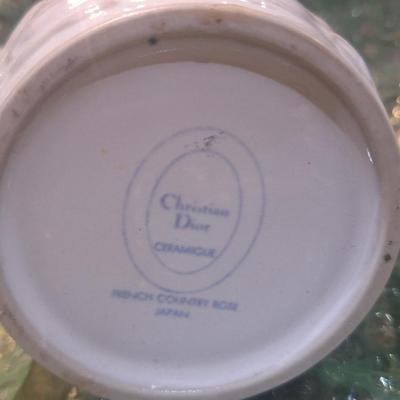 Christian
Dior
CERAMIQUE
FRENCH COUNTRY ROSE
JAPAN